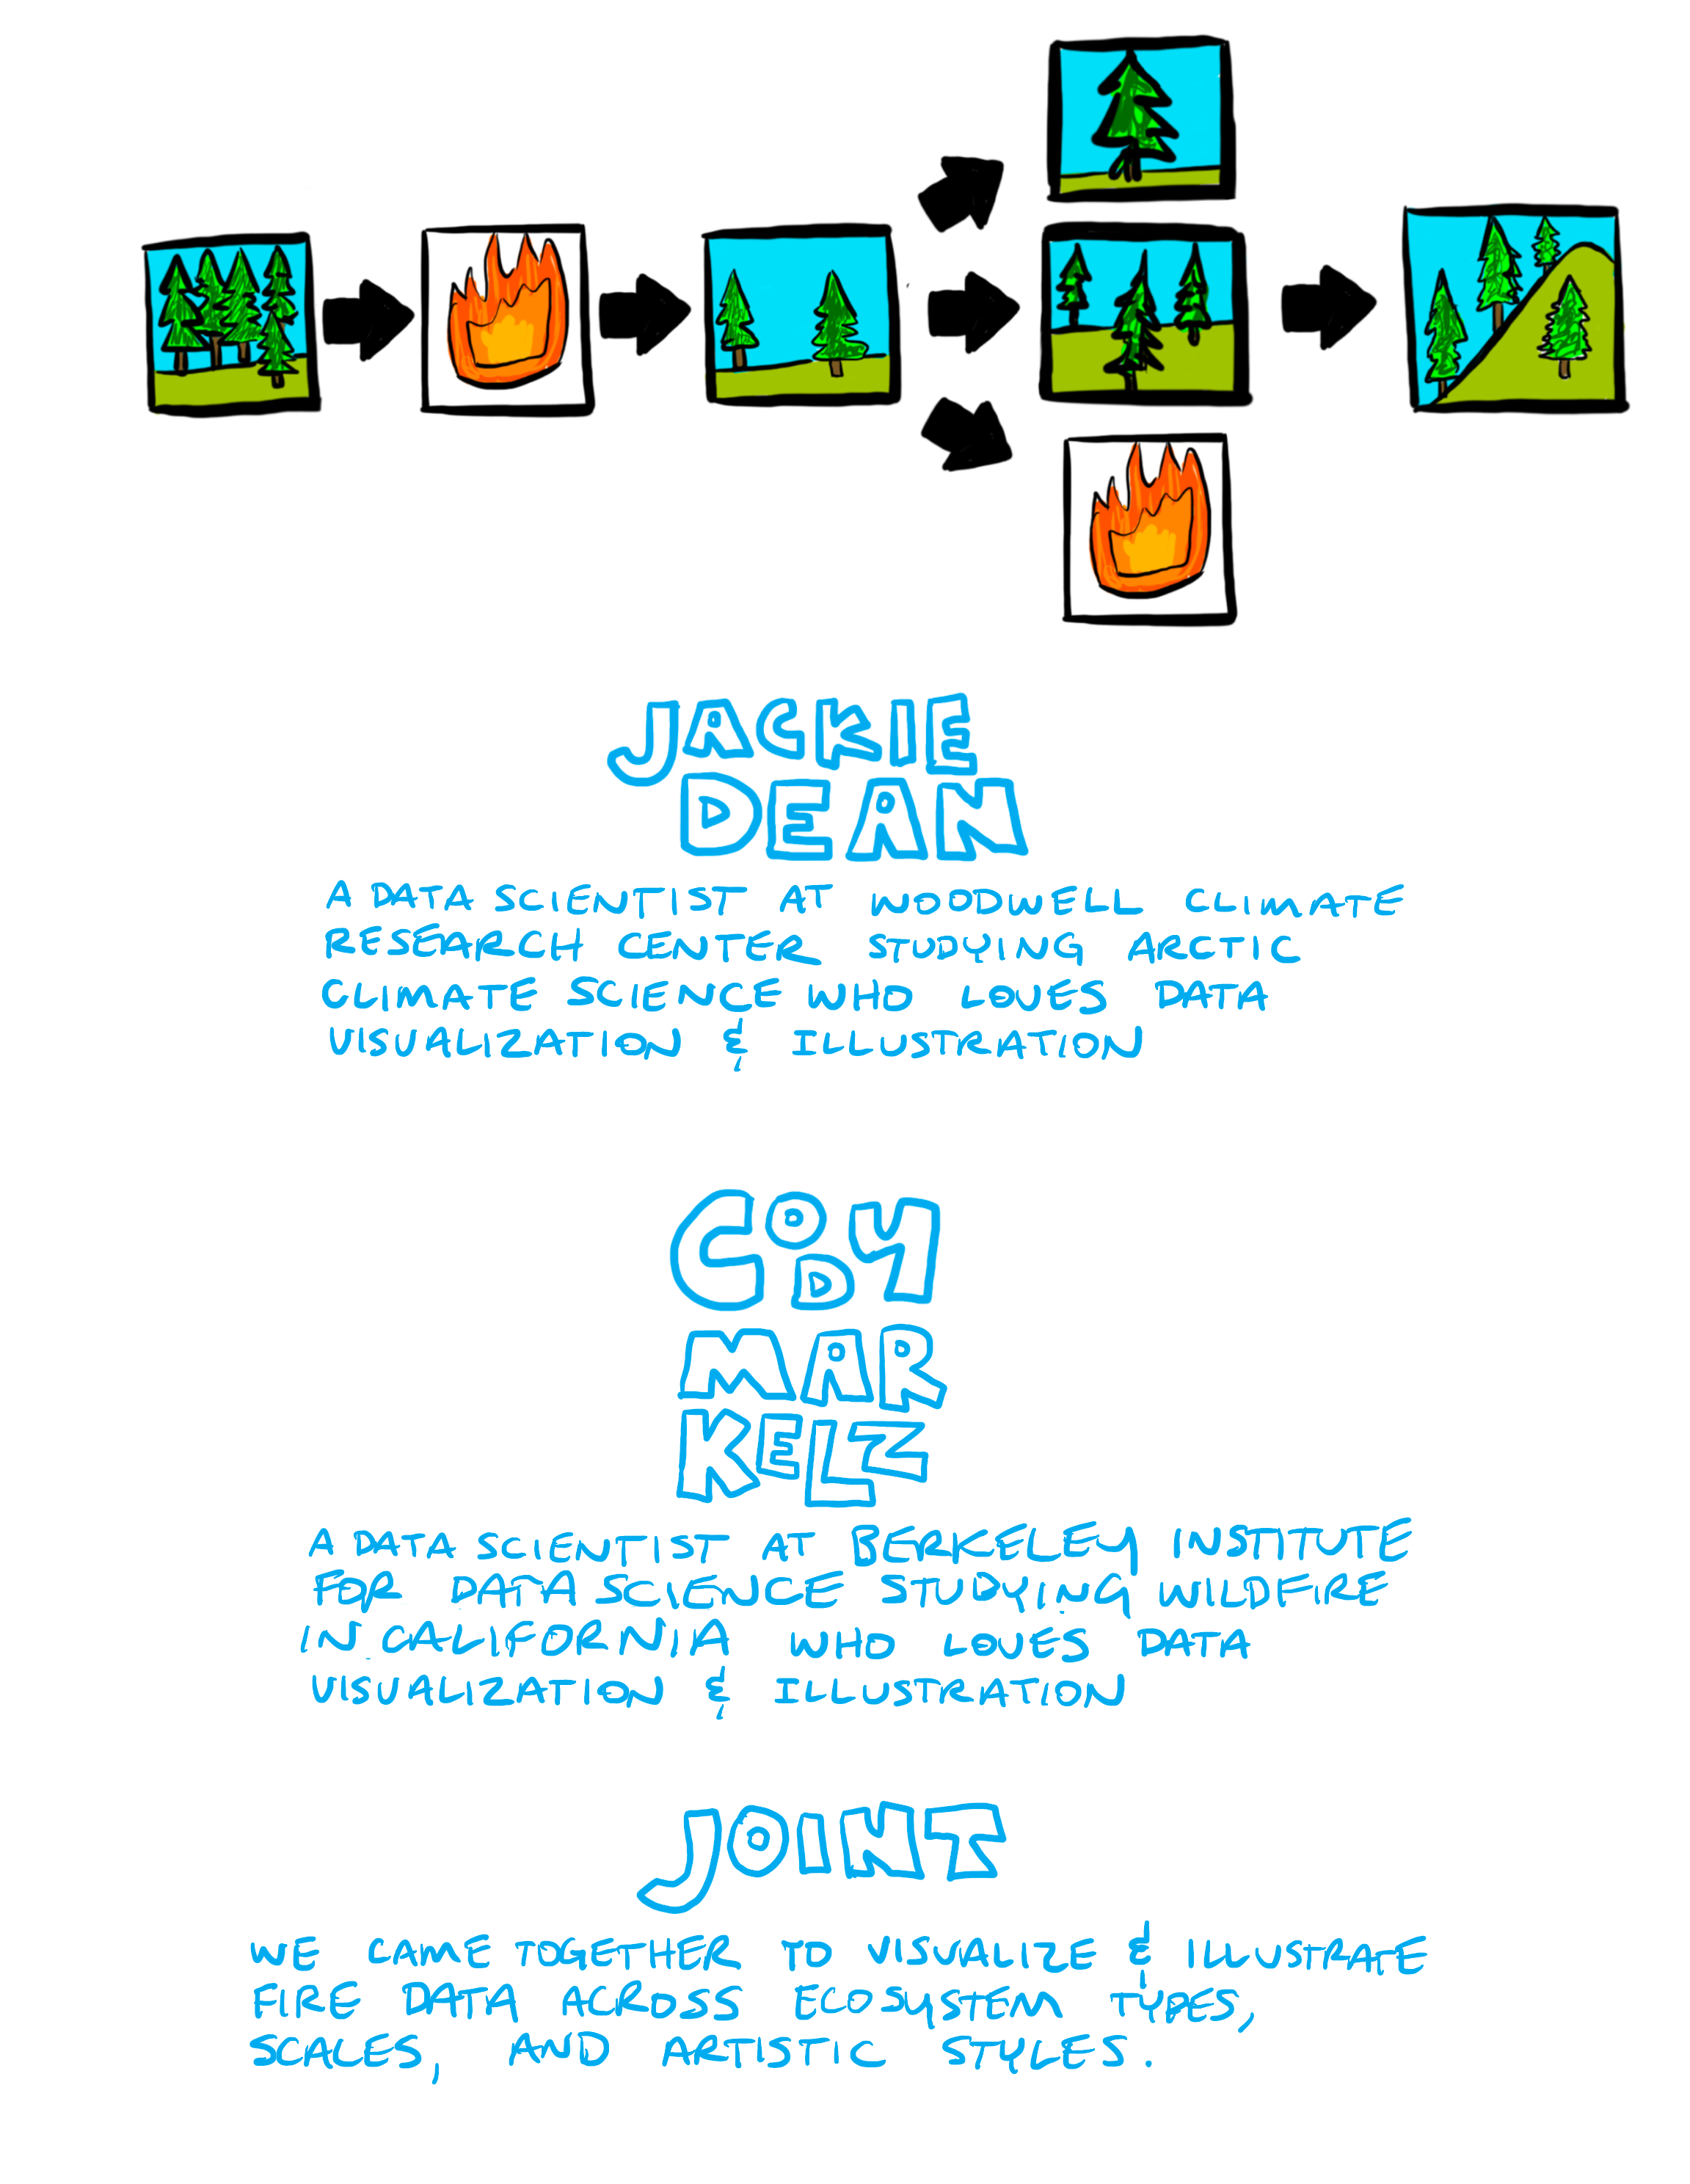 JACKIE
DEAN
A DATA SCIENTIST AT WOODWELL CLIMATE
RESEARCH CENTER STUDYING ARCTIC
CLIMATE SCIENCE WHO LOVES DATA
VISUALIZATION & ILLUSTRATION
CODY
MAR
KELZ
A DATA SCIENTIST AT BERKELEY INSTITUTE
FOR DATA SCIENCE STUDYING WILDFIRE
IN CALIFORNIA WHO LOVES DATA
VISUALIZATION & ILLUSTRATION
JOINT
WE CAME TOGETHER TO VISUALIZE & ILLUSTRATE
FIRE DATA ACROSS ECOSYSTEM TYPES,
SCALES, AND ARTISTIC STYLES.